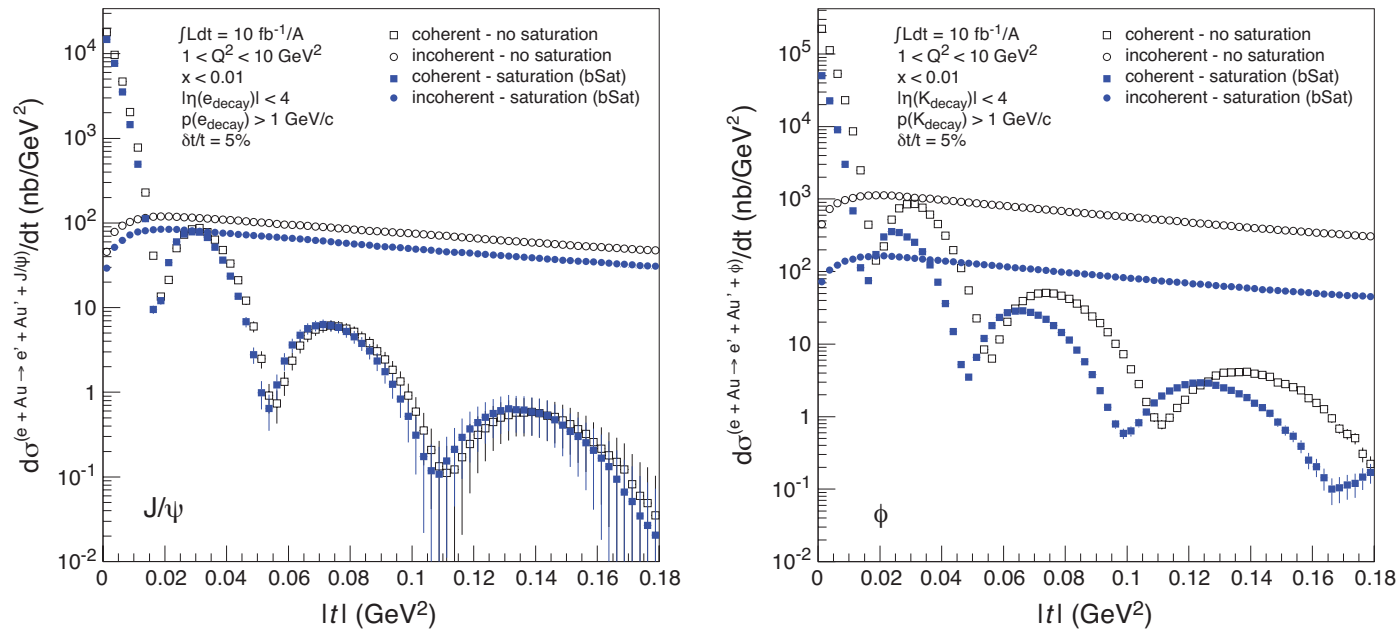 ∫Ldt = 10 fb⁻¹/A
1 < Q² < 10 GeV²
x < 0.01
|η(e_decay)| < 4
p(e_decay) > 1 GeV/c
δt/t = 5%
coherent - no saturation
incoherent - no saturation
coherent - saturation (bSat)
incoherent - saturation (bSat)
10⁴
10³
10²
10
1
10⁻¹
10⁻²
dσ(e + Au → e' + Au' + J/ψ)/dt (nb/GeV²)
J/ψ
0 0.02 0.04 0.06 0.08 0.1 0.12 0.14 0.16 0.18
|t| (GeV²)
∫Ldt = 10 fb⁻¹/A
1 < Q² < 10 GeV²
x < 0.01
|η(K_decay)| < 4
p(K_decay) > 1 GeV/c
δt/t = 5%
coherent - no saturation
incoherent - no saturation
coherent - saturation (bSat)
incoherent - saturation (bSat)
10⁵
10⁴
10³
10²
10
1
10⁻¹
10⁻²
dσ(e + Au → e' + Au' + ϕ)/dt (nb/GeV²)
ϕ
0 0.02 0.04 0.06 0.08 0.1 0.12 0.14 0.16 0.18
|t| (GeV²)